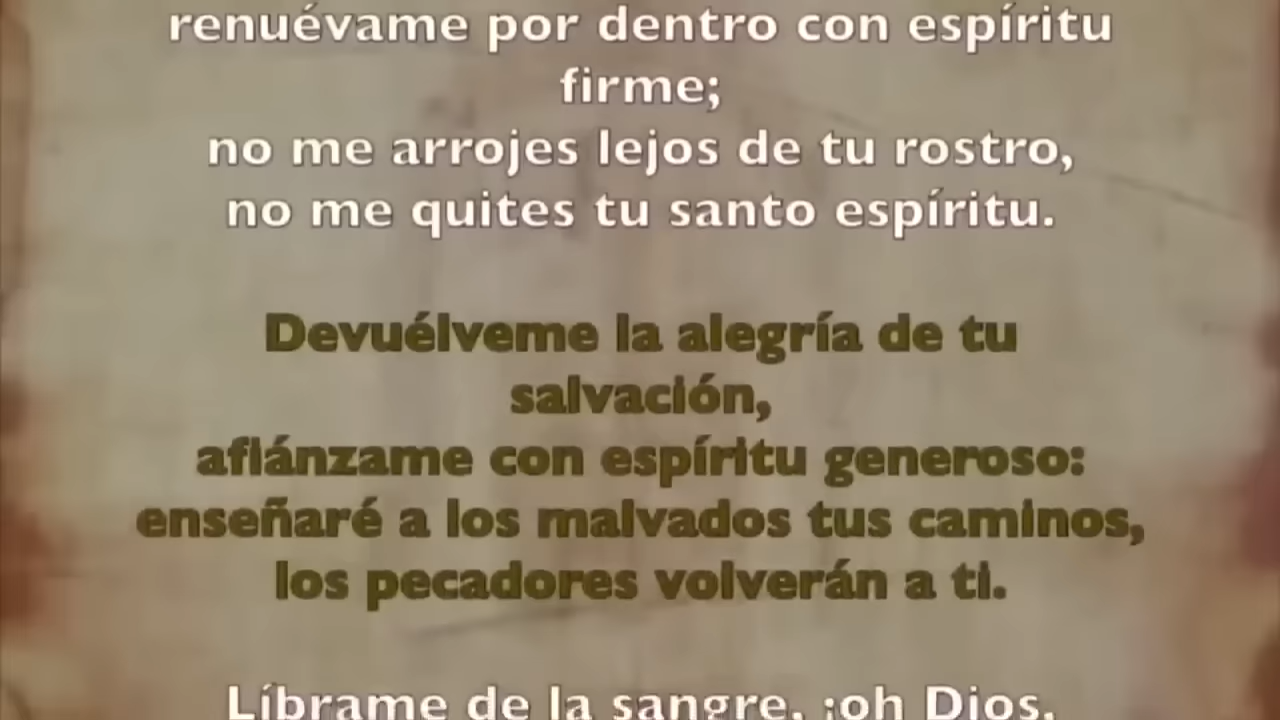 renuévame por dentro con espíritu
firme;
no me arrojes lejos de tu rostro,
no me quites tu santo espíritu.
Devuélveme la alegría de tu
salvación,
afiánzame con espíritu generoso:
enseñaré a los malvados tus caminos,
los pecadores volverán a ti.
Líbrame de la sangre, ¡oh Dios,